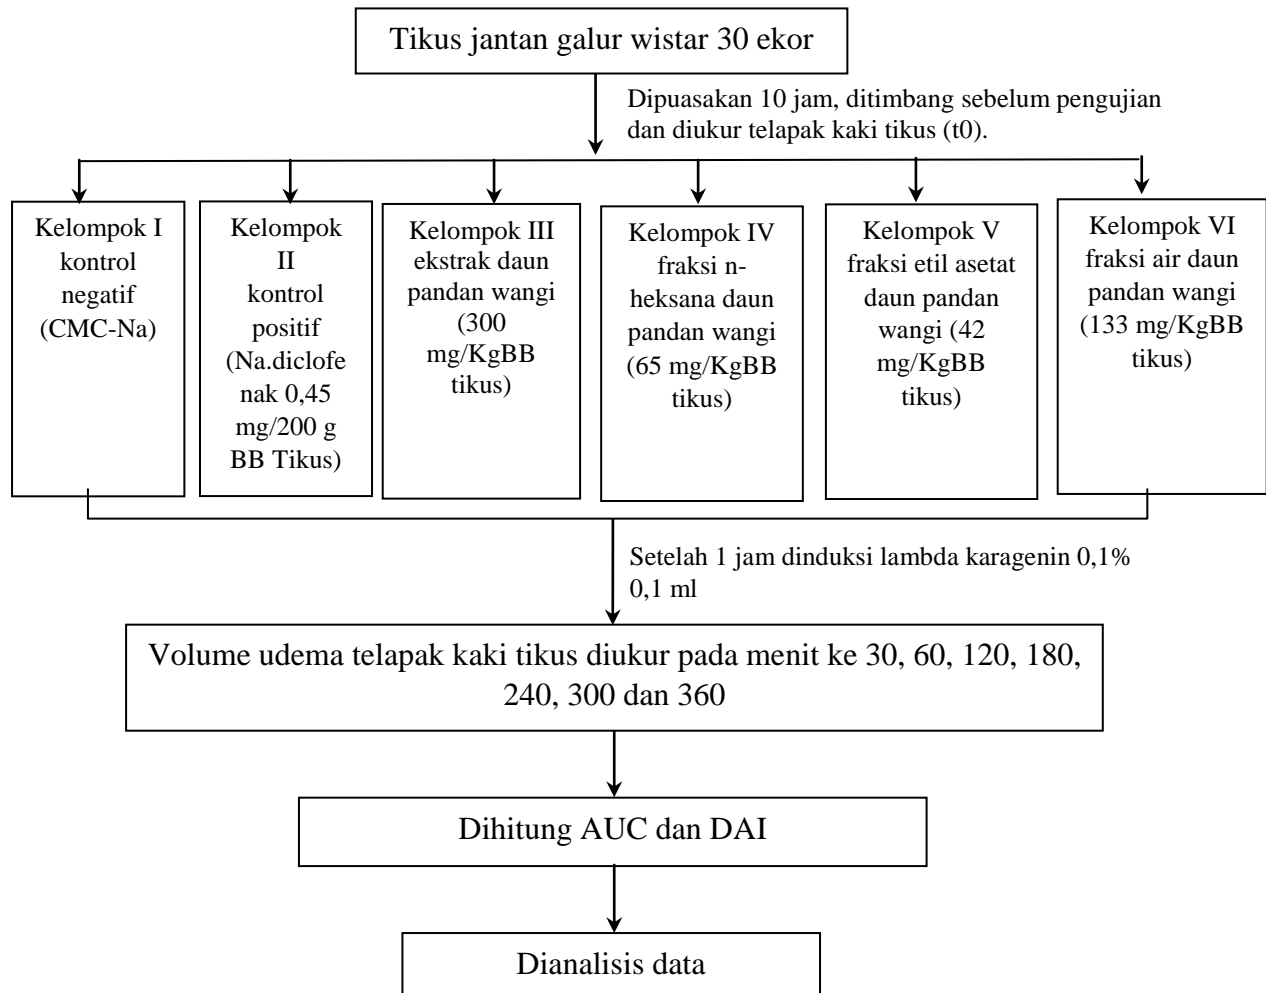 Tikus jantan galur wistar 30 ekor
Dipuasakan 10 jam, ditimbang sebelum pengujian
dan diukur telapak kaki tikus (t0).
Kelompok I
kontrol
negatif
(CMC-Na)
Kelompok
II
kontrol
positif
(Na.diclofe
nak 0,45
mg/200 g
BB Tikus)
Kelompok III
ekstrak daun
pandan wangi
(300
mg/KgBB
tikus)
Kelompok IV
fraksi n-
heksana daun
pandan wangi
(65 mg/KgBB
tikus)
Kelompok V
fraksi etil asetat
daun pandan
wangi (42
mg/KgBB
tikus)
Kelompok VI
fraksi air daun
pandan wangi
(133 mg/KgBB
tikus)
Setelah 1 jam dinduksi lambda karagenin 0,1%
0,1 ml
Volume udema telapak kaki tikus diukur pada menit ke 30, 60, 120, 180,
240, 300 dan 360
Dihitung AUC dan DAI
Dianalisis data